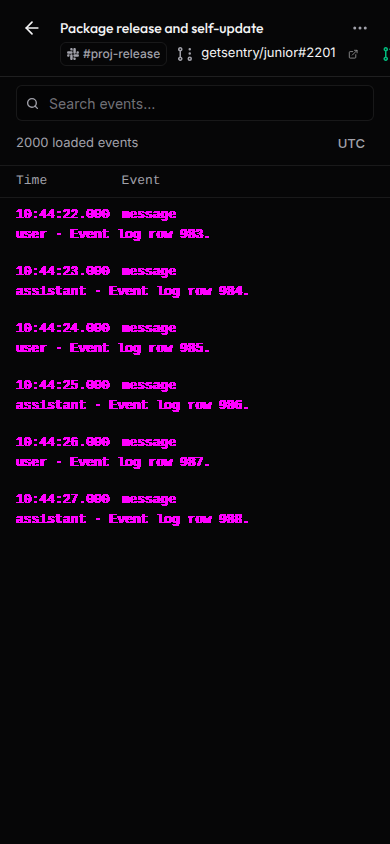 Package release and self-update
#proj-release getsentry/junior#2201
Search events...
2000 loaded events UTC
Time Event
10:44:22.000 message
user - Event log row 983.
10:44:23.000 message
assistant - Event log row 984.
10:44:24.000 message
user - Event log row 985.
10:44:25.000 message
assistant - Event log row 986.
10:44:26.000 message
user - Event log row 987.
10:44:27.000 message
assistant - Event log row 988.